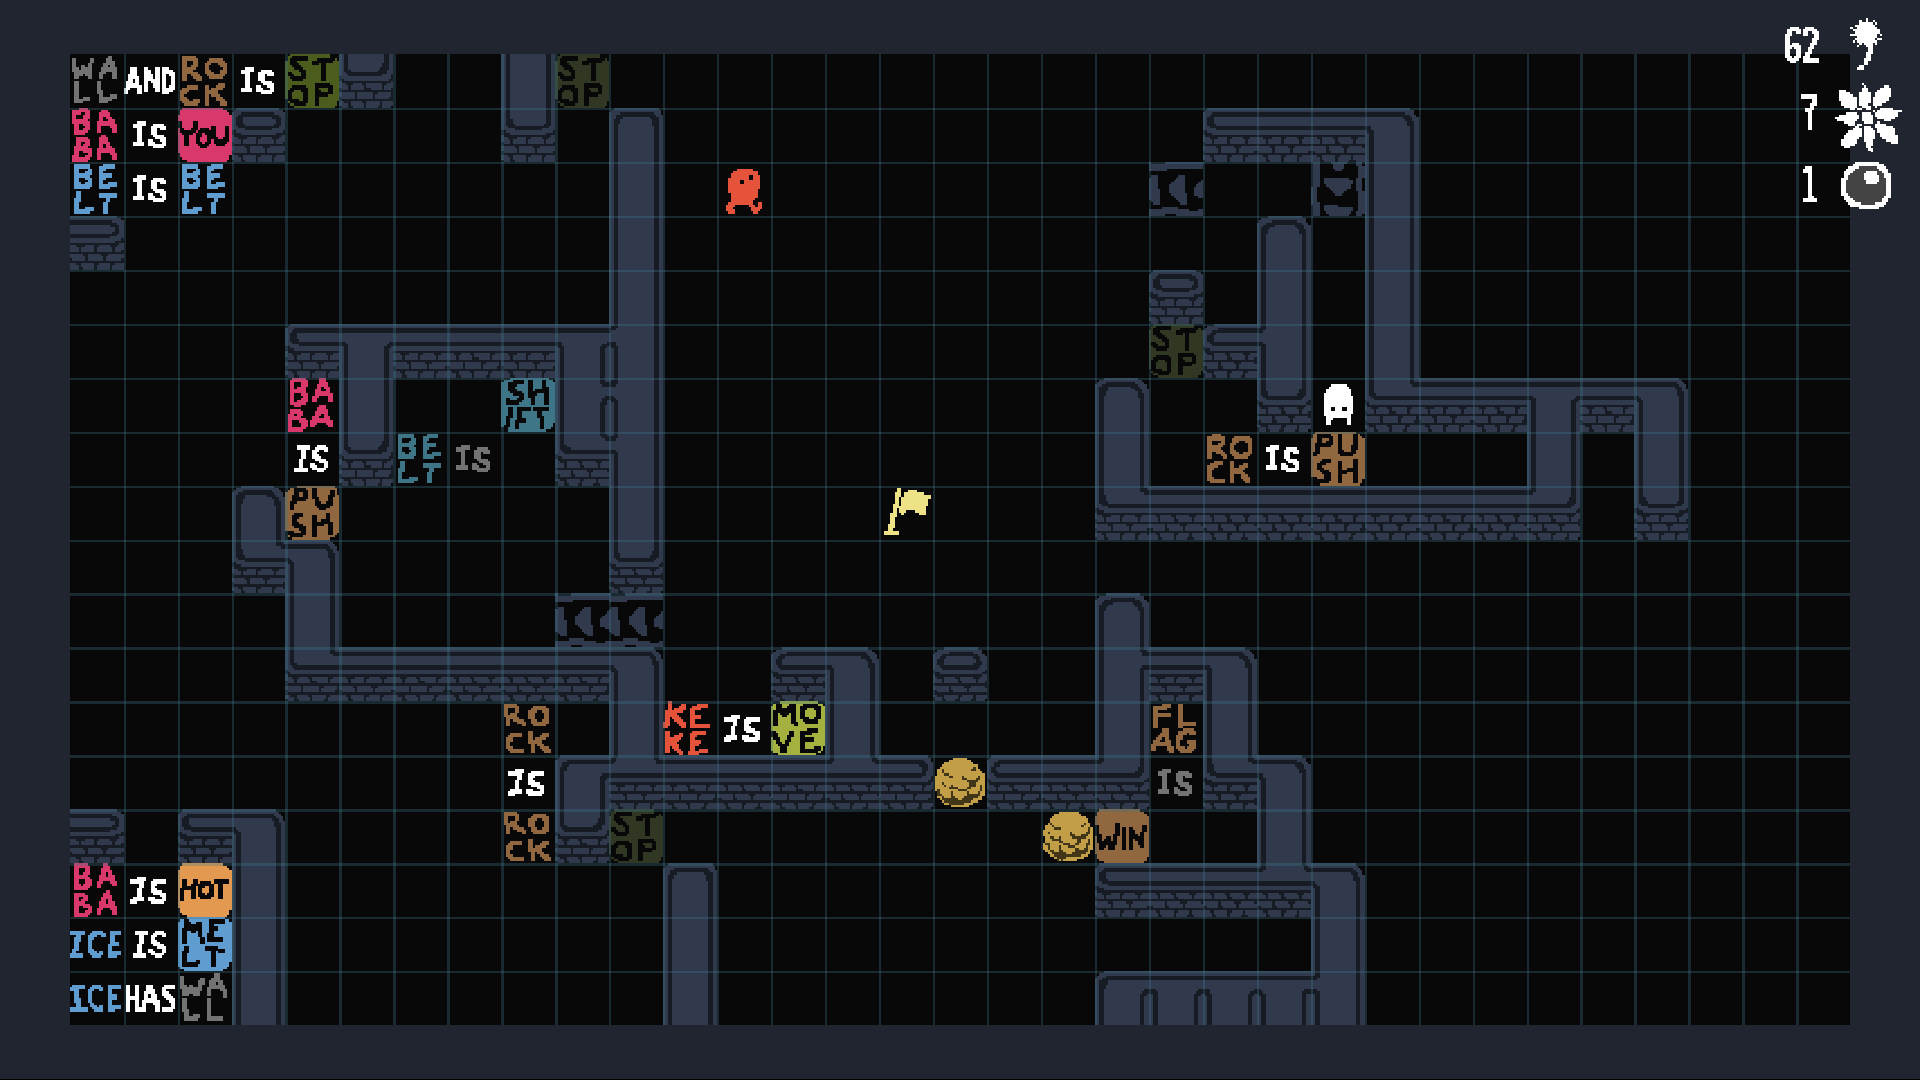 WALL AND ROCK IS STOP STOP
62
BABA IS YOU
7
BELT IS BELT
1
STOP
BABA SHIFT
IS BELT IS ROCK IS PUSH
PUSH
ROCK KEKE IS MOVE FLAG
IS IS
ROCK STOP WIN
BABA IS HOT
ICE IS MELT
ICE HAS WALL